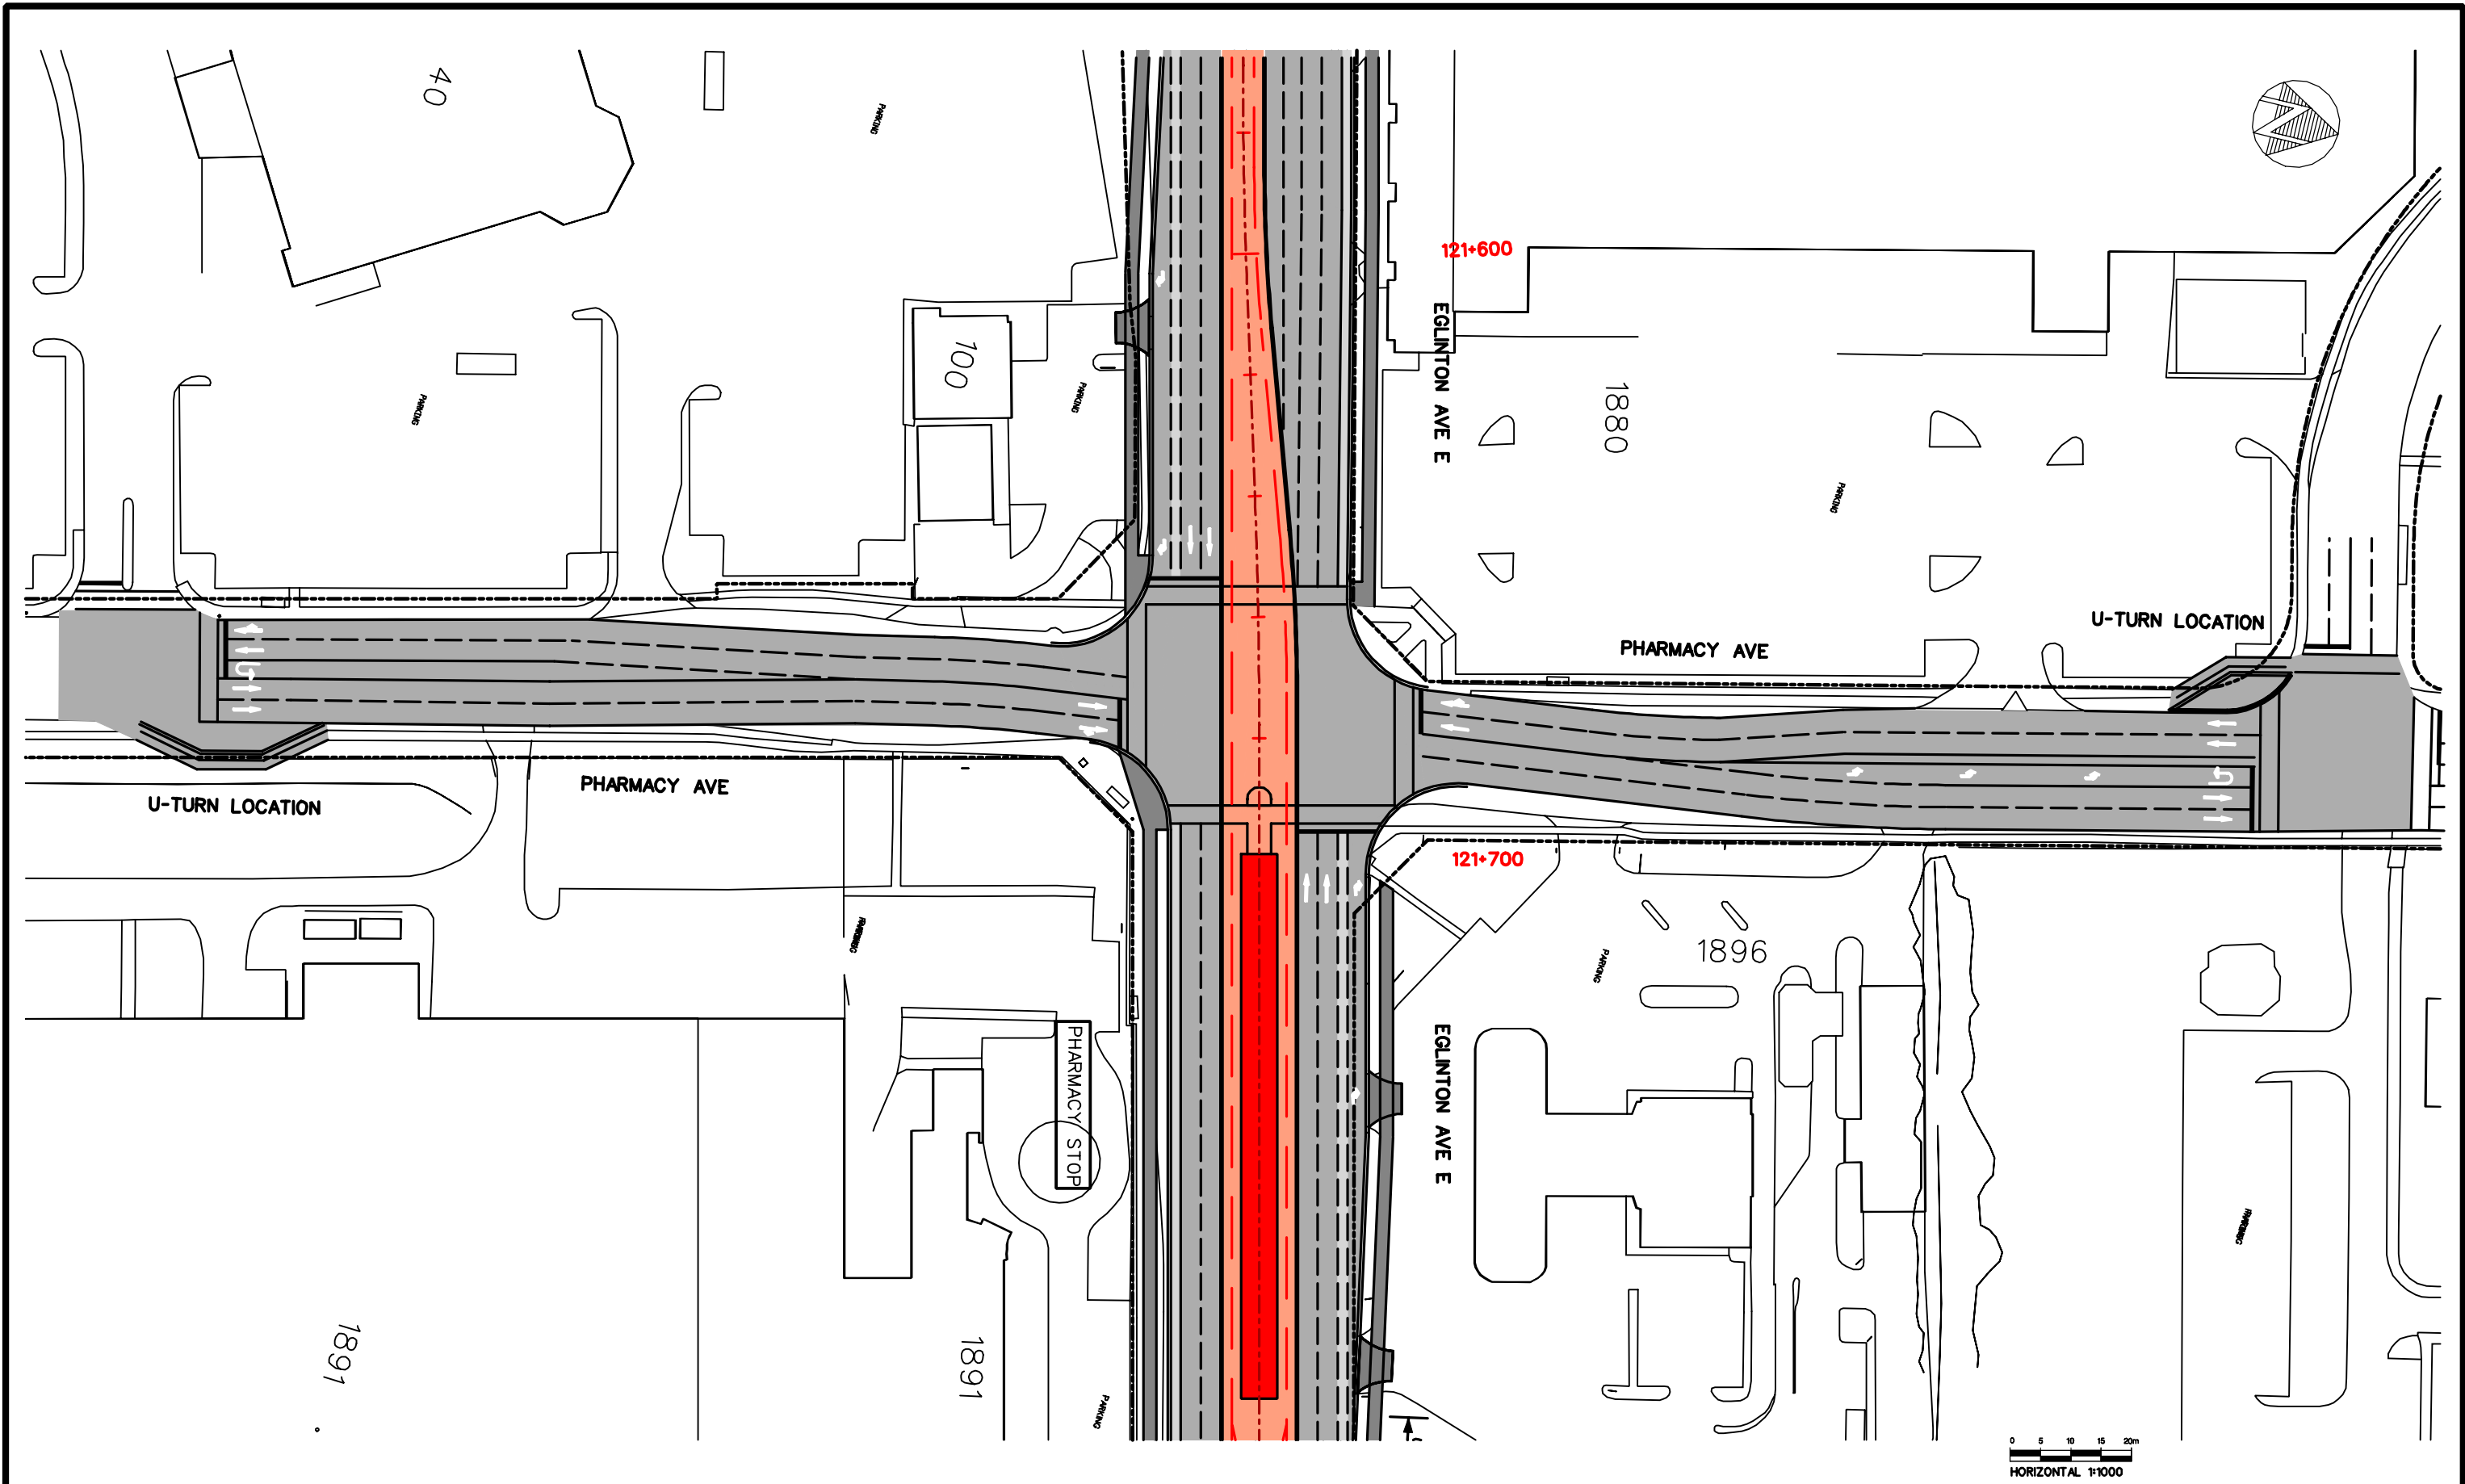 40
PARKING
121+600
EGLINTON AVE E
100
PARKING
PARKING
1880
PARKING
U-TURN LOCATION
PHARMACY AVE
PHARMACY AVE
U-TURN LOCATION
121+700
1896
PARKING
EGLINTON AVE E
PHARMACY STOP
1891
1891
PARKING
0 5 10 15 20m
HORIZONTAL 1:1000